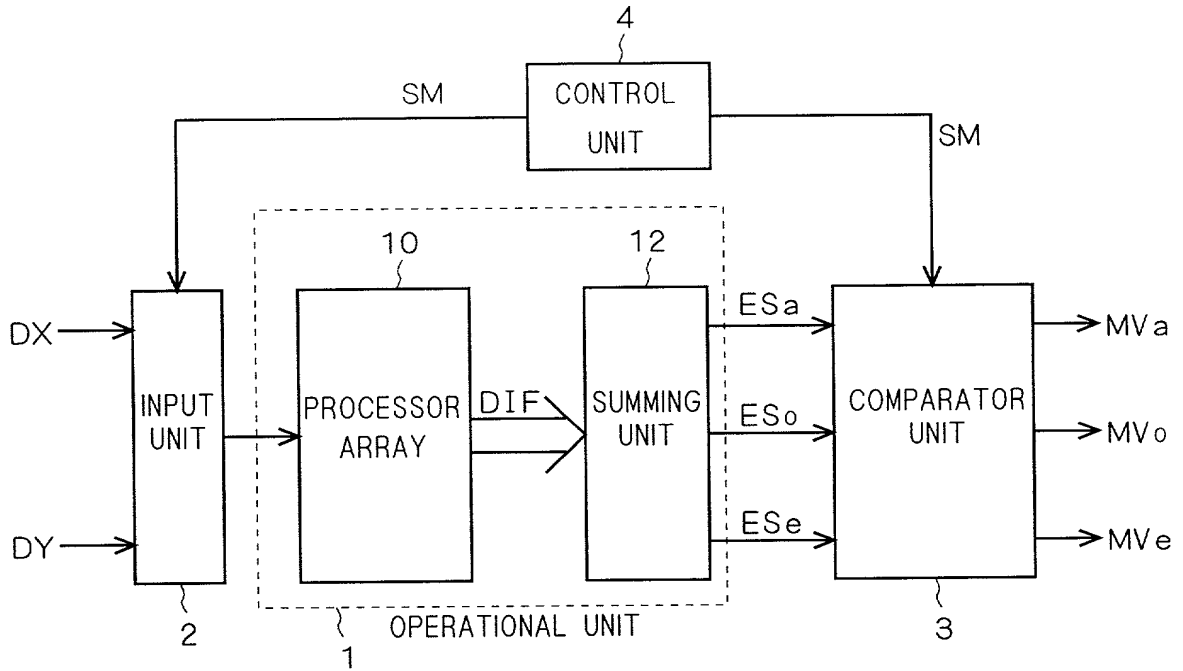 4
CONTROL
UNIT
SM
SM
10
12
DX
DY
INPUT
UNIT
PROCESSOR
ARRAY
DIF
SUMMING
UNIT
ESa
ESo
ESe
COMPARATOR
UNIT
MVa
MVo
MVe
2
1
OPERATIONAL UNIT
3